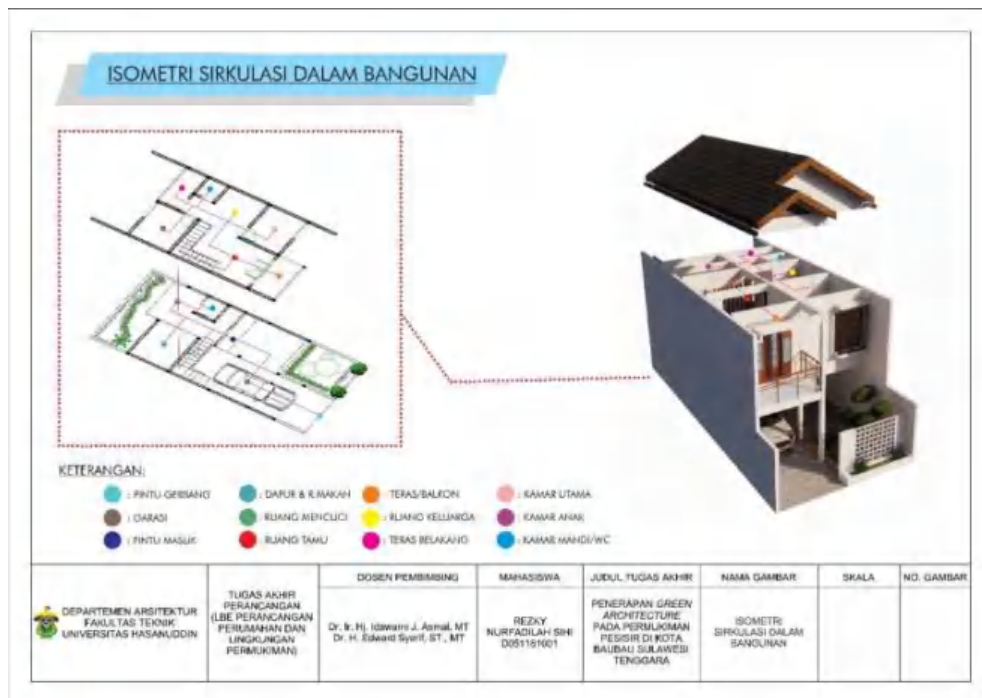 ISOMETRI SIRKULASI DALAM BANGUNAN
KETERANGAN:
: PINTU GERBANG
: GARASI
: PINTU MASUK
: DAPUR & R.MAKAN
: RUANG MENCUCI
: RUANG TAMU
: TERAS/BALKON
: RUANG KELUARGA
: TERAS BELAKANG
: KAMAR UTAMA
: KAMAR ANAK
: KAMAR MANDI/WC
DEPARTEMEN ARSITEKTUR
FAKULTAS TEKNIK
UNIVERSITAS HASANUDDIN
TUGAS AKHIR
PERANCANGAN
(LBE PERANCANGAN
PERUMAHAN DAN
LINGKUNGAN
PERMUKIMAN)
DOSEN PEMBIMBING
Dr. Ir. Hj. Idawarni J. Asmal, MT
Dr. H. Edward Syarif, ST., MT
MAHASISWA
REZKY
NURFADILAH SIHI
D051181001
JUDUL TUGAS AKHIR
PENERAPAN GREEN
ARCHITECTURE
PADA PERMUKIMAN
PESISIR DI KOTA
BAUBAU SULAWESI
TENGGARA
NAMA GAMBAR
ISOMETRI
SIRKULASI DALAM
BANGUNAN
SKALA
NO. GAMBAR